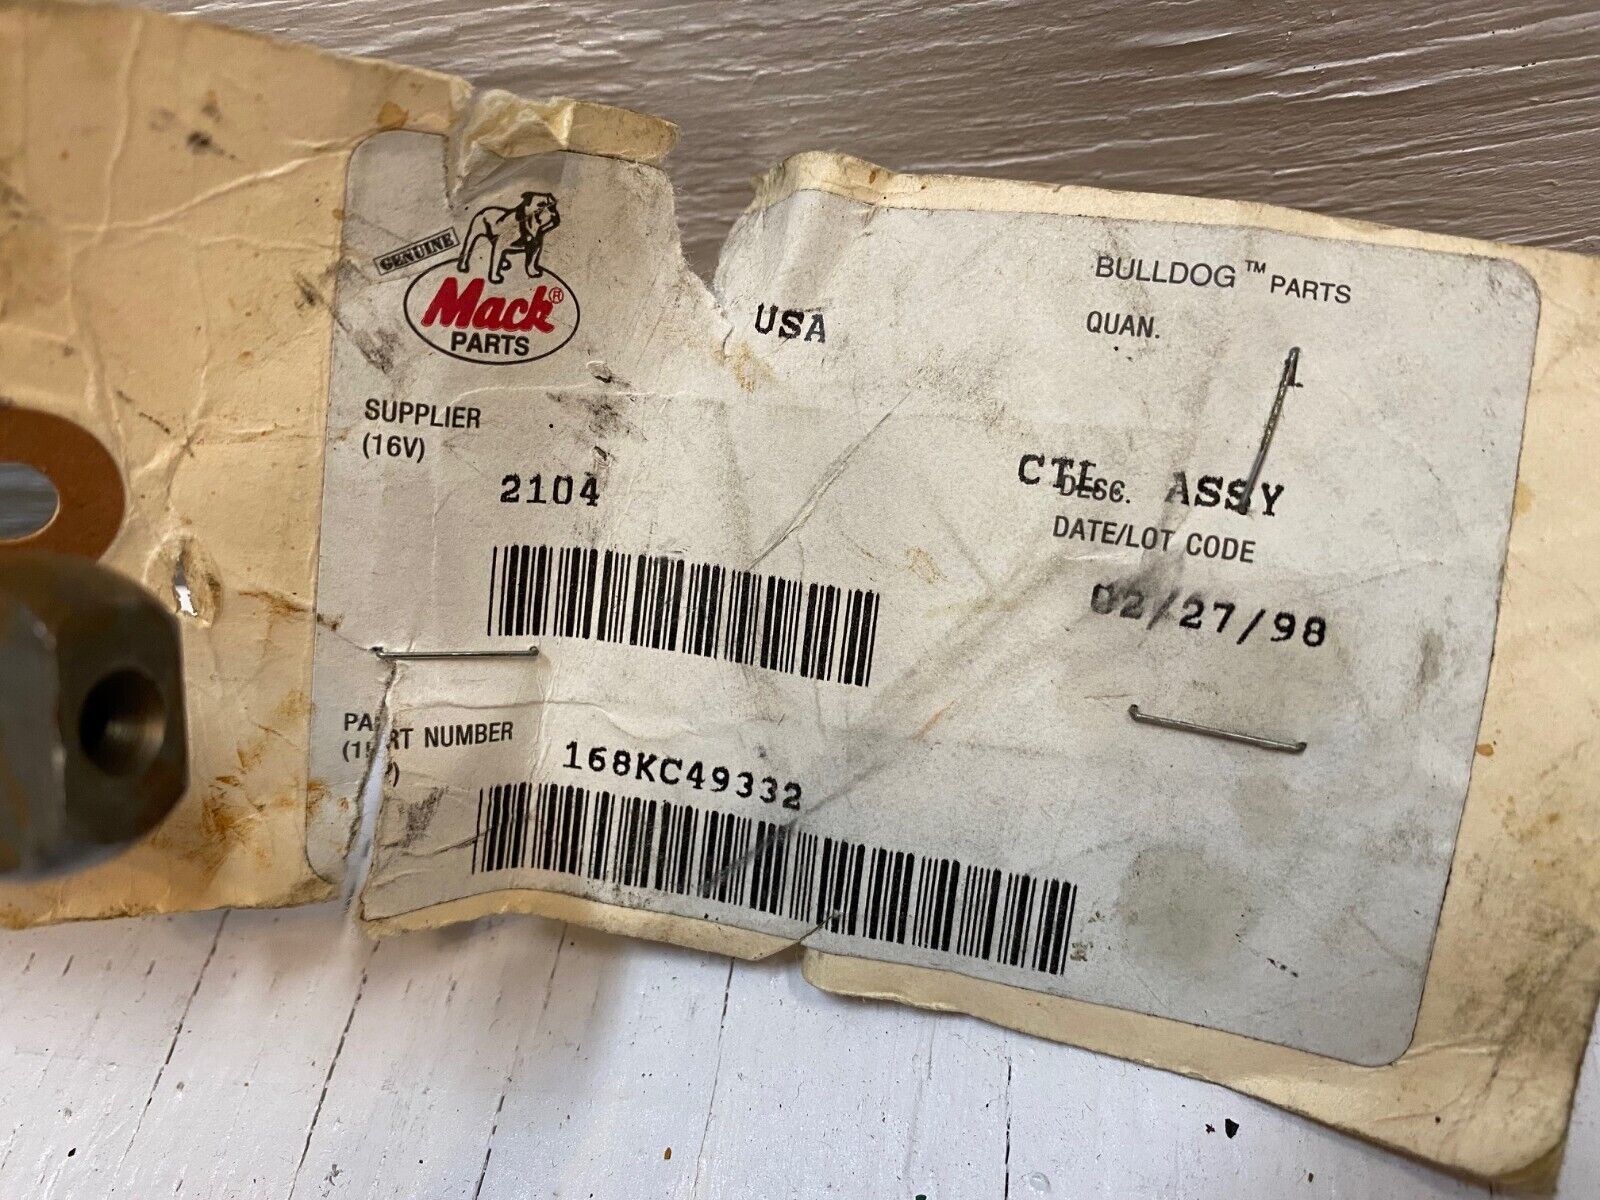 GENUINE
Mack®
PARTS
USA
BULLDOG™ PARTS
QUAN.
1
SUPPLIER
(16V)
2104
CTL ASSY
DESC.
DATE/LOT CODE
02/27/98
PART NUMBER
168KC49332